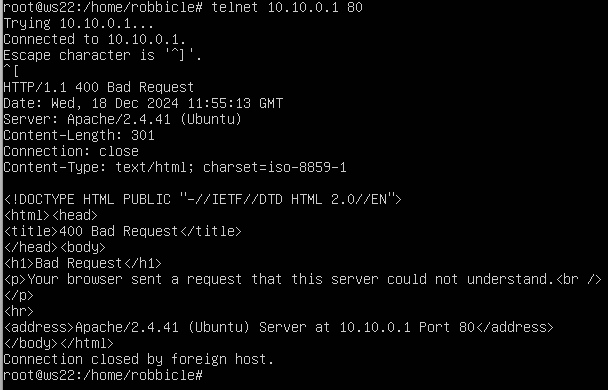 root@ws22:/home/robbicle# telnet 10.10.0.1 80
Trying 10.10.0.1...
Connected to 10.10.0.1.
Escape character is '^]'.
^[
HTTP/1.1 400 Bad Request
Date: Wed, 18 Dec 2024 11:55:13 GMT
Server: Apache/2.4.41 (Ubuntu)
Content-Length: 301
Connection: close
Content-Type: text/html; charset=iso-8859-1

<!DOCTYPE HTML PUBLIC "-//IETF//DTD HTML 2.0//EN">
<html><head>
<title>400 Bad Request</title>
</head><body>
<h1>Bad Request</h1>
<p>Your browser sent a request that this server could not understand.<br />
</p>
<hr>
<address>Apache/2.4.41 (Ubuntu) Server at 10.10.0.1 Port 80</address>
</body></html>
Connection closed by foreign host.
root@ws22:/home/robbicle#